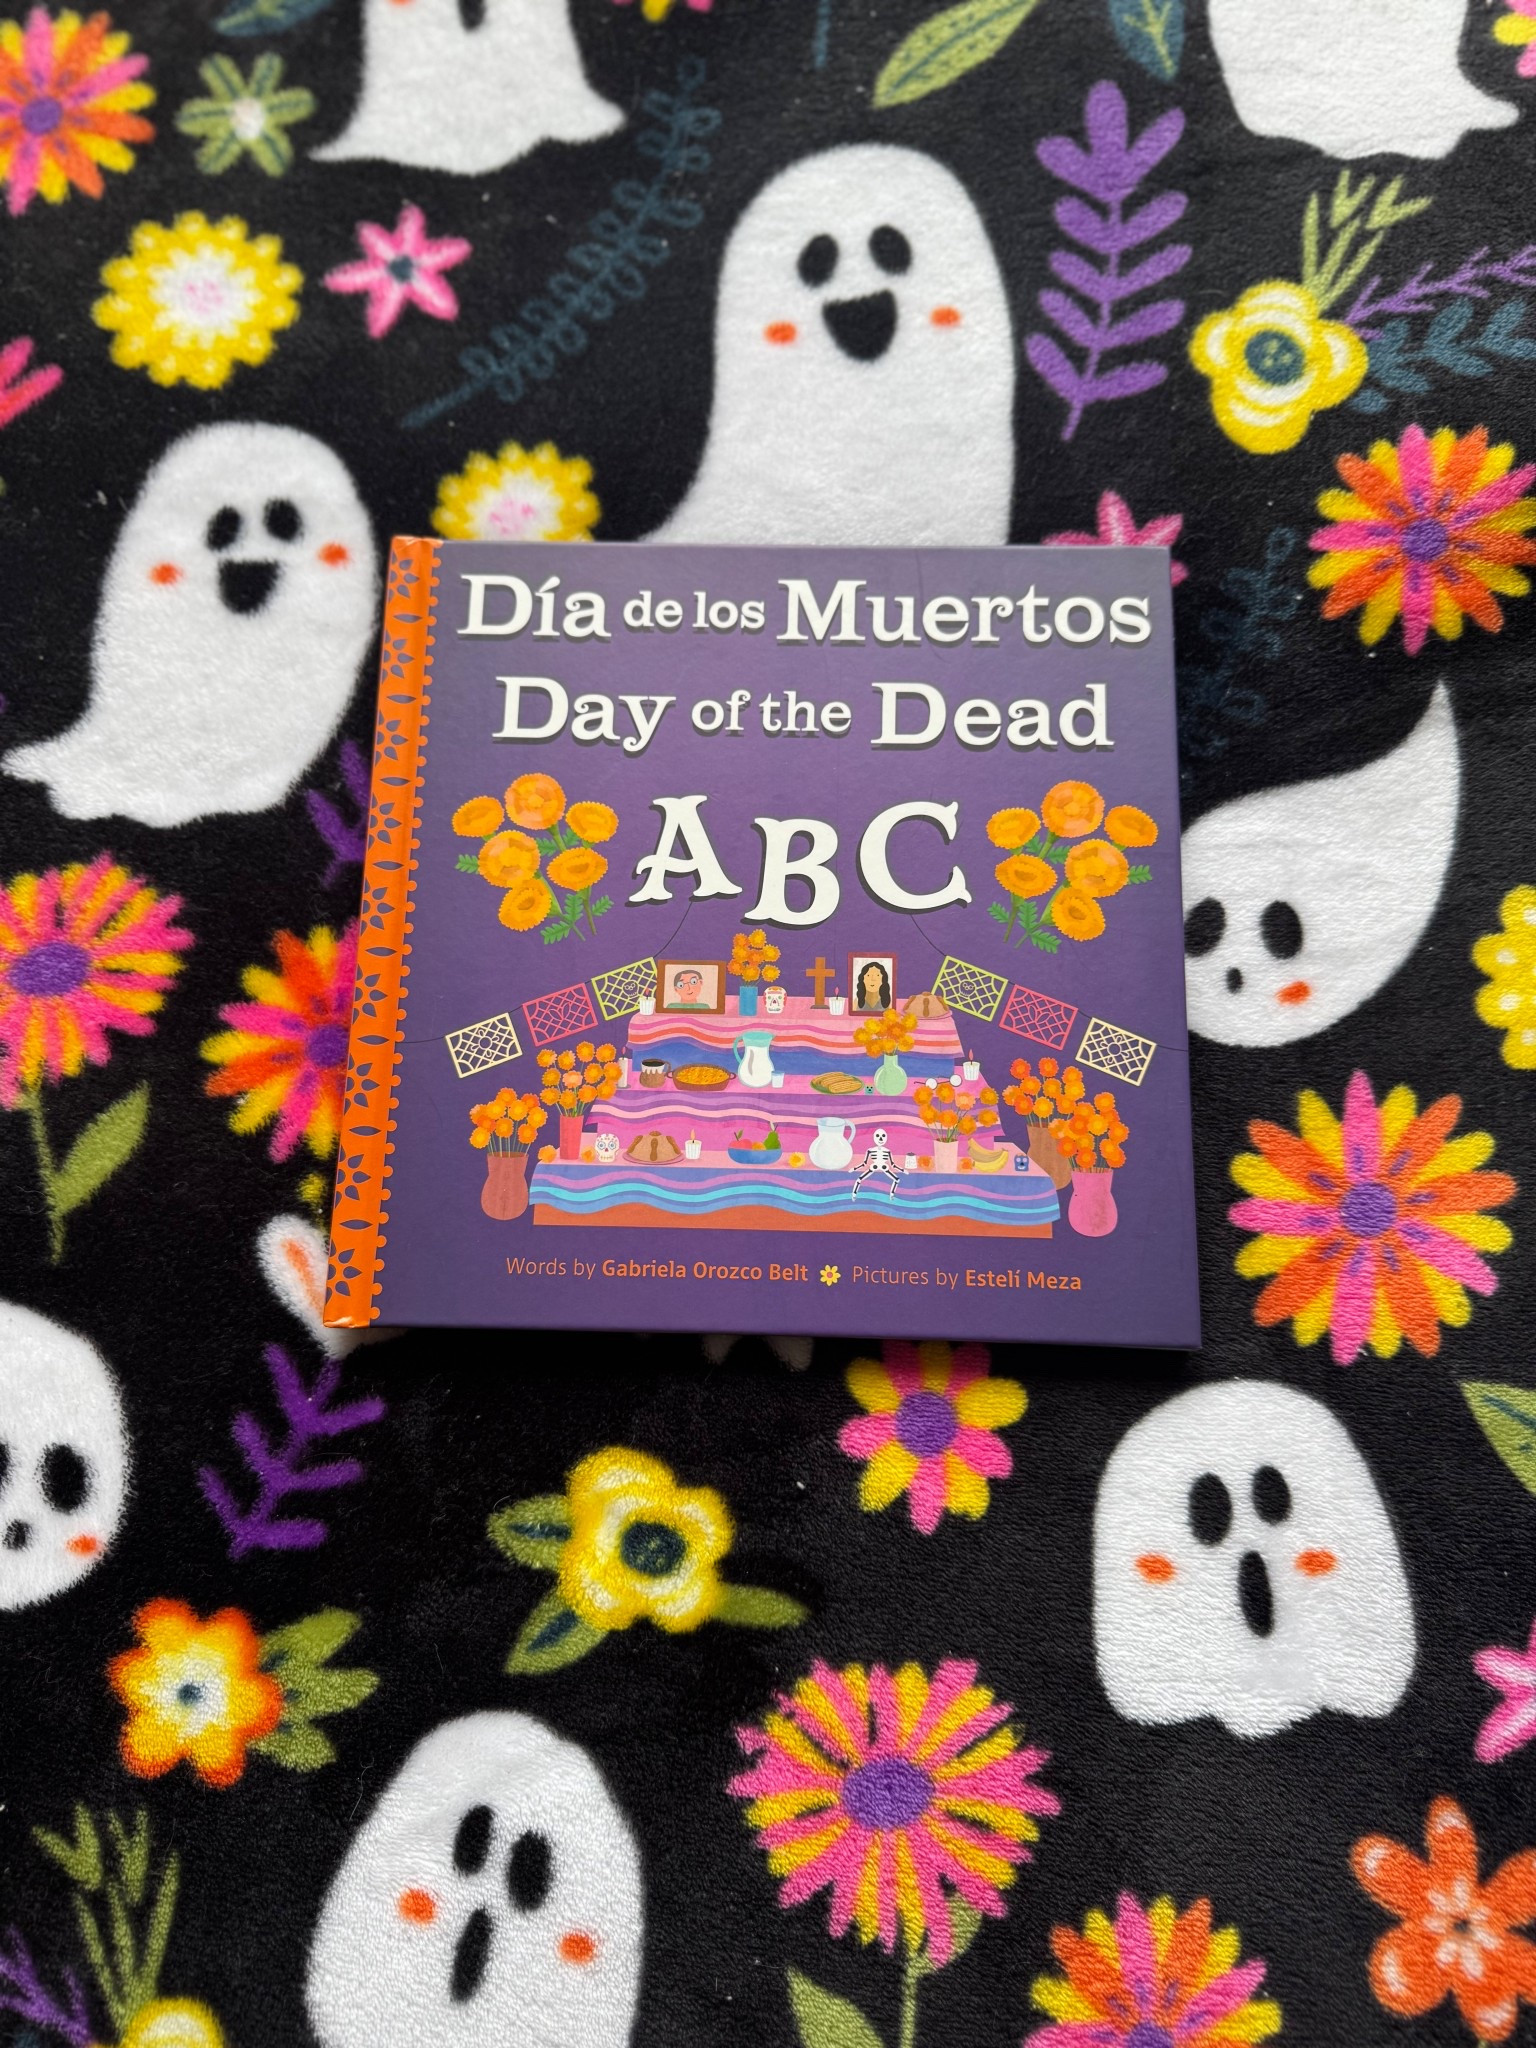 Día de los Muertos
Day of the Dead
ABC
Words by Gabriela Orozco Belt Pictures by Estelí Meza